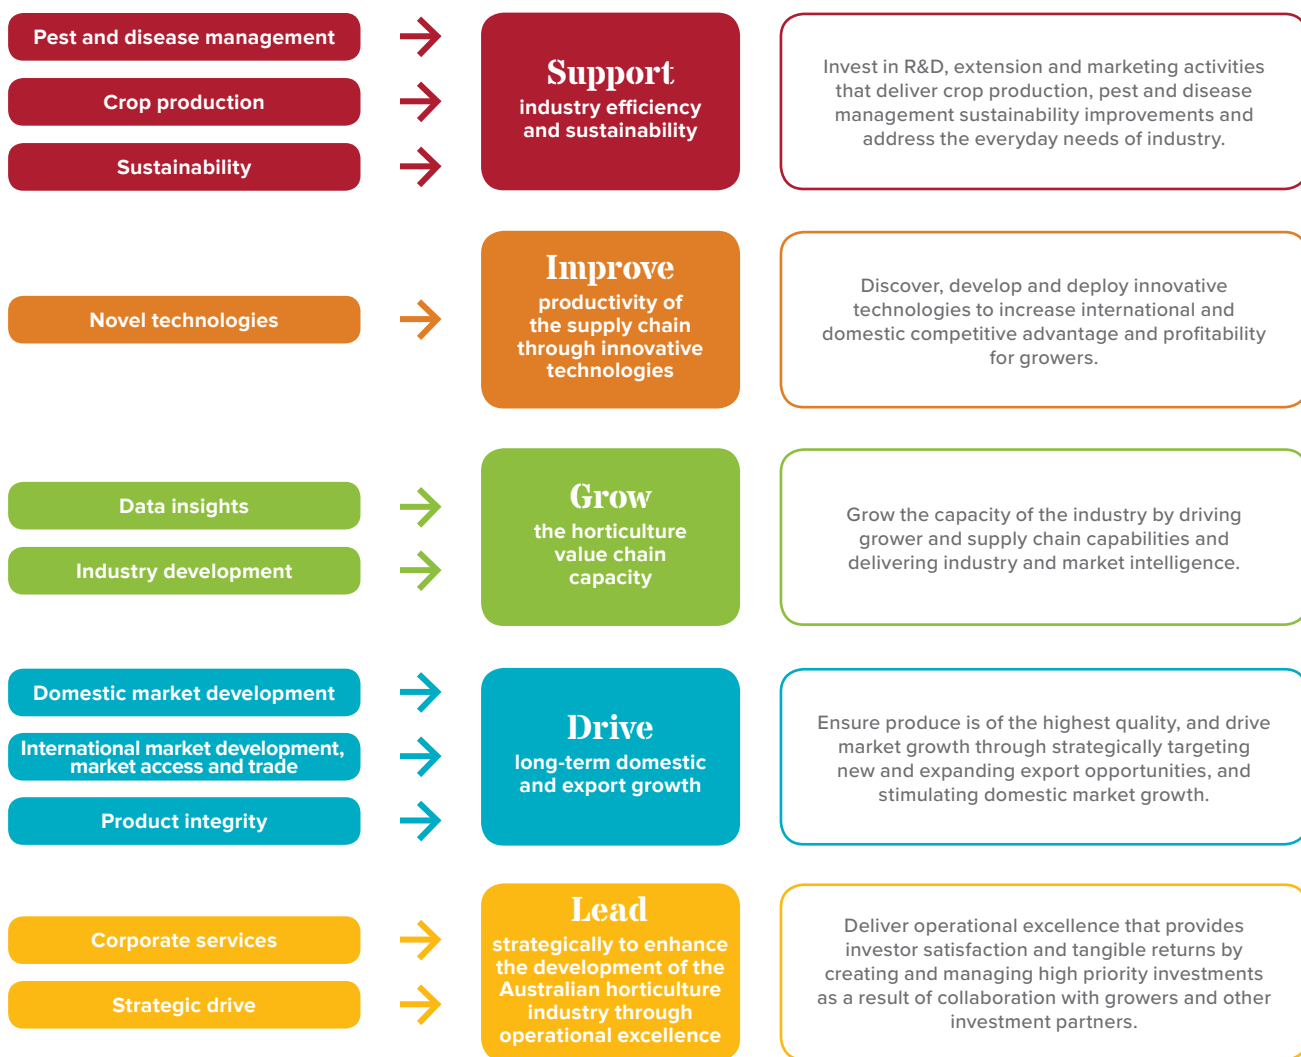 Pest and disease management
Crop production
Sustainability
Support
industry efficiency
and sustainability
Invest in R&D, extension and marketing activities
that deliver crop production, pest and disease
management sustainability improvements and
address the everyday needs of industry.
Novel technologies
Improve
productivity of
the supply chain
through innovative
technologies
Discover, develop and deploy innovative
technologies to increase international and
domestic competitive advantage and profitability
for growers.
Data insights
Industry development
Grow
the horticulture
value chain
capacity
Grow the capacity of the industry by driving
grower and supply chain capabilities and
delivering industry and market intelligence.
Domestic market development
International market development,
market access and trade
Product integrity
Drive
long-term domestic
and export growth
Ensure produce is of the highest quality, and drive
market growth through strategically targeting
new and expanding export opportunities, and
stimulating domestic market growth.
Corporate services
Strategic drive
Lead
strategically to enhance
the development of the
Australian horticulture
industry through
operational excellence
Deliver operational excellence that provides
investor satisfaction and tangible returns by
creating and managing high priority investments
as a result of collaboration with growers and other
investment partners.